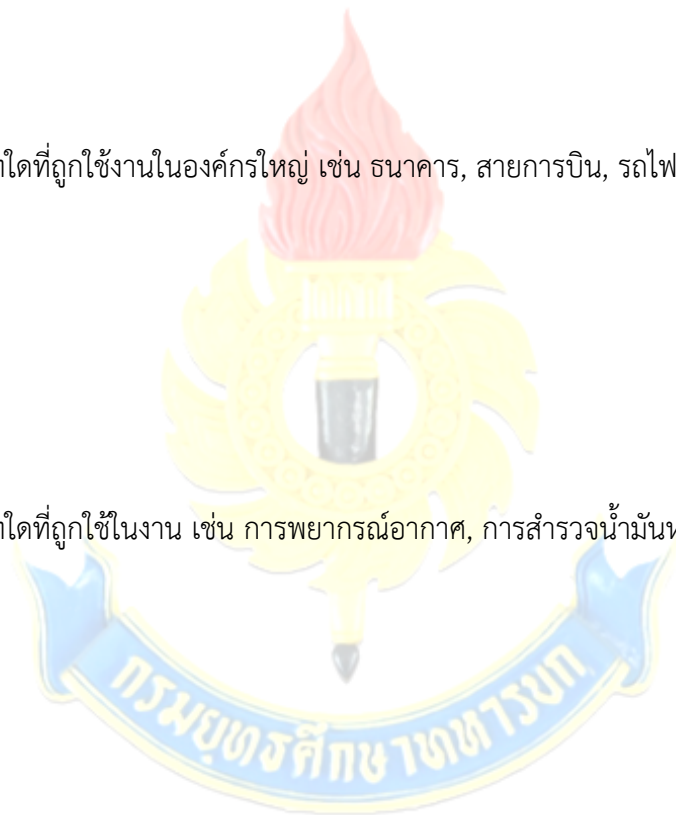 ใดที่ถูกใช้งานในองค์กรใหญ่ เช่น ธนาคาร, สายการบิน, รถไฟ
ใดที่ถูกใช้ในงาน เช่น การพยากรณ์อากาศ, การสำรวจน้ำมัน
กรมยุทธศึกษาทหารบก